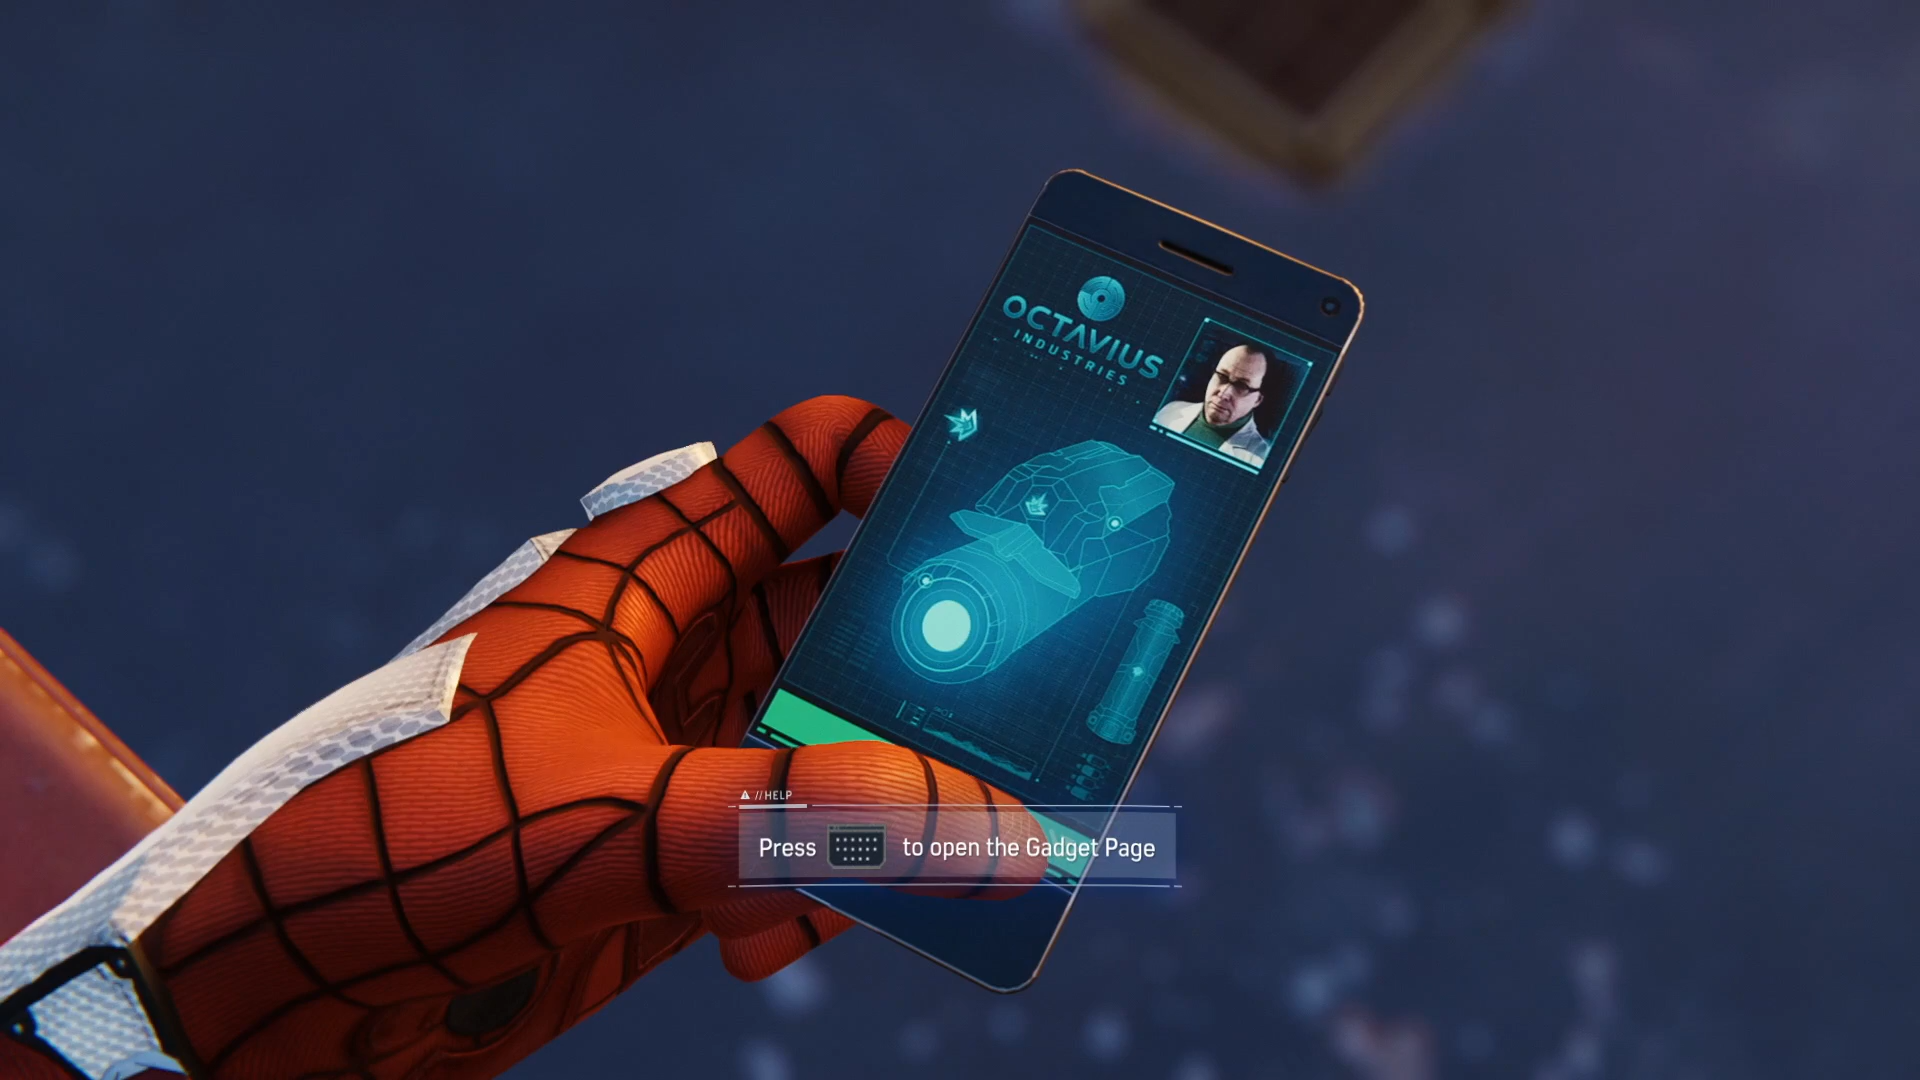 OCTAVIUS
INDUSTRIES
//HELP
Press to open the Gadget Page